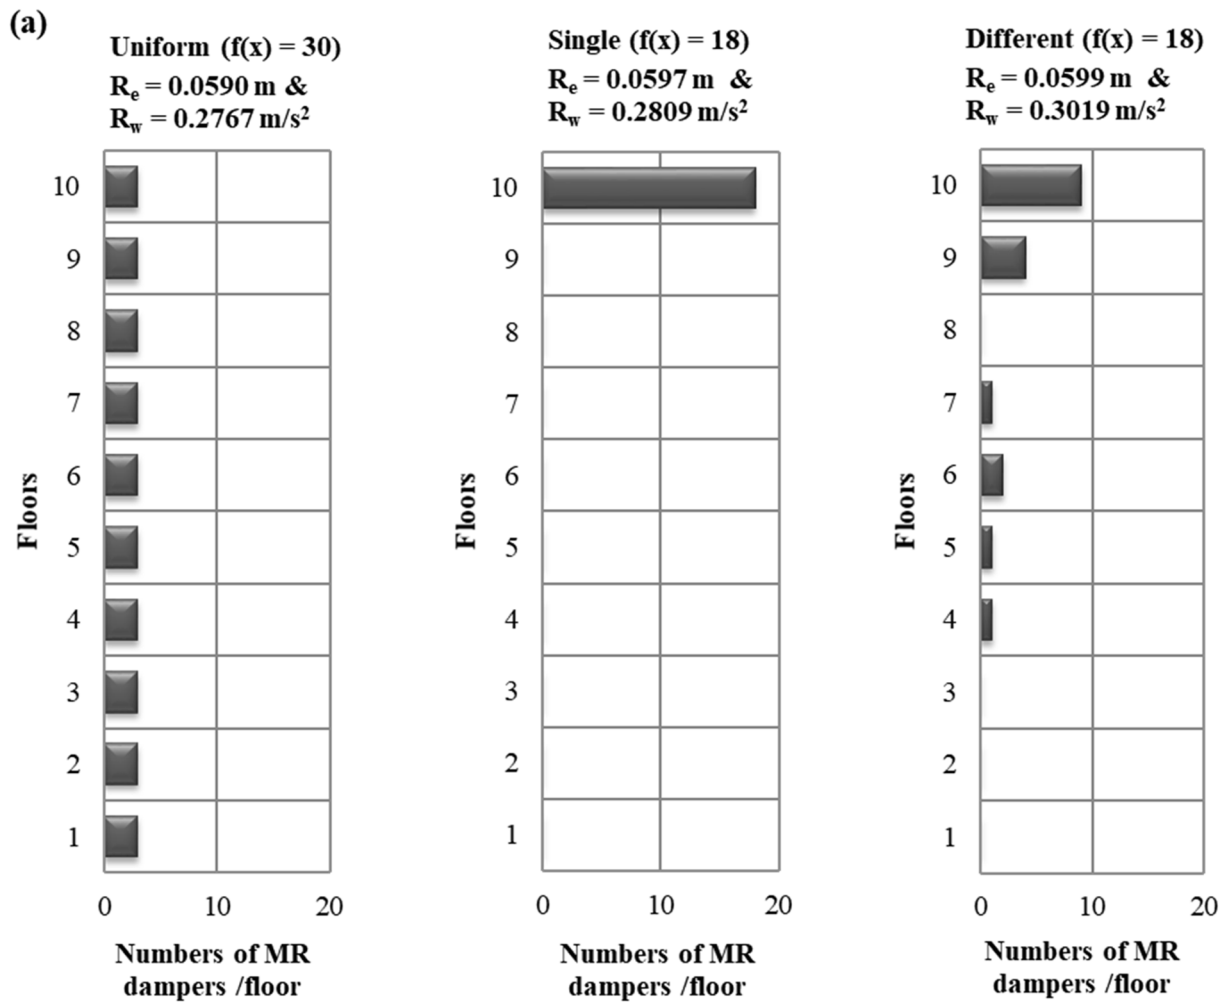 (a)
Uniform (f(x) = 30)
Re = 0.0590 m &
Rw = 0.2767 m/s²
10
9
8
7
6
5
4
3
2
1
Floors
0 10 20
Numbers of MR
dampers /floor
Single (f(x) = 18)
Re = 0.0597 m &
Rw = 0.2809 m/s²
10
9
8
7
6
5
4
3
2
1
Floors
0 10 20
Numbers of MR
dampers /floor
Different (f(x) = 18)
Re = 0.0599 m &
Rw = 0.3019 m/s²
10
9
8
7
6
5
4
3
2
1
Floors
0 10 20
Numbers of MR
dampers /floor